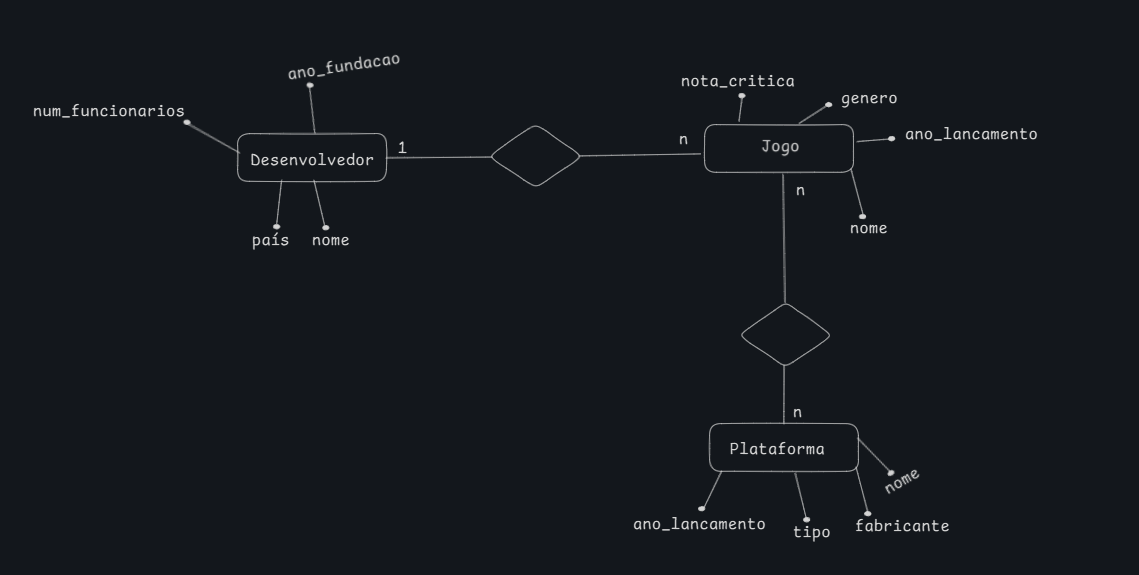 ano_fundacao
nota_critica
num_funcionarios
genero
Desenvolvedor
1
n
Jogo
ano_lancamento
n
país
nome
nome
n
Plataforma
nome
ano_lancamento
tipo
fabricante